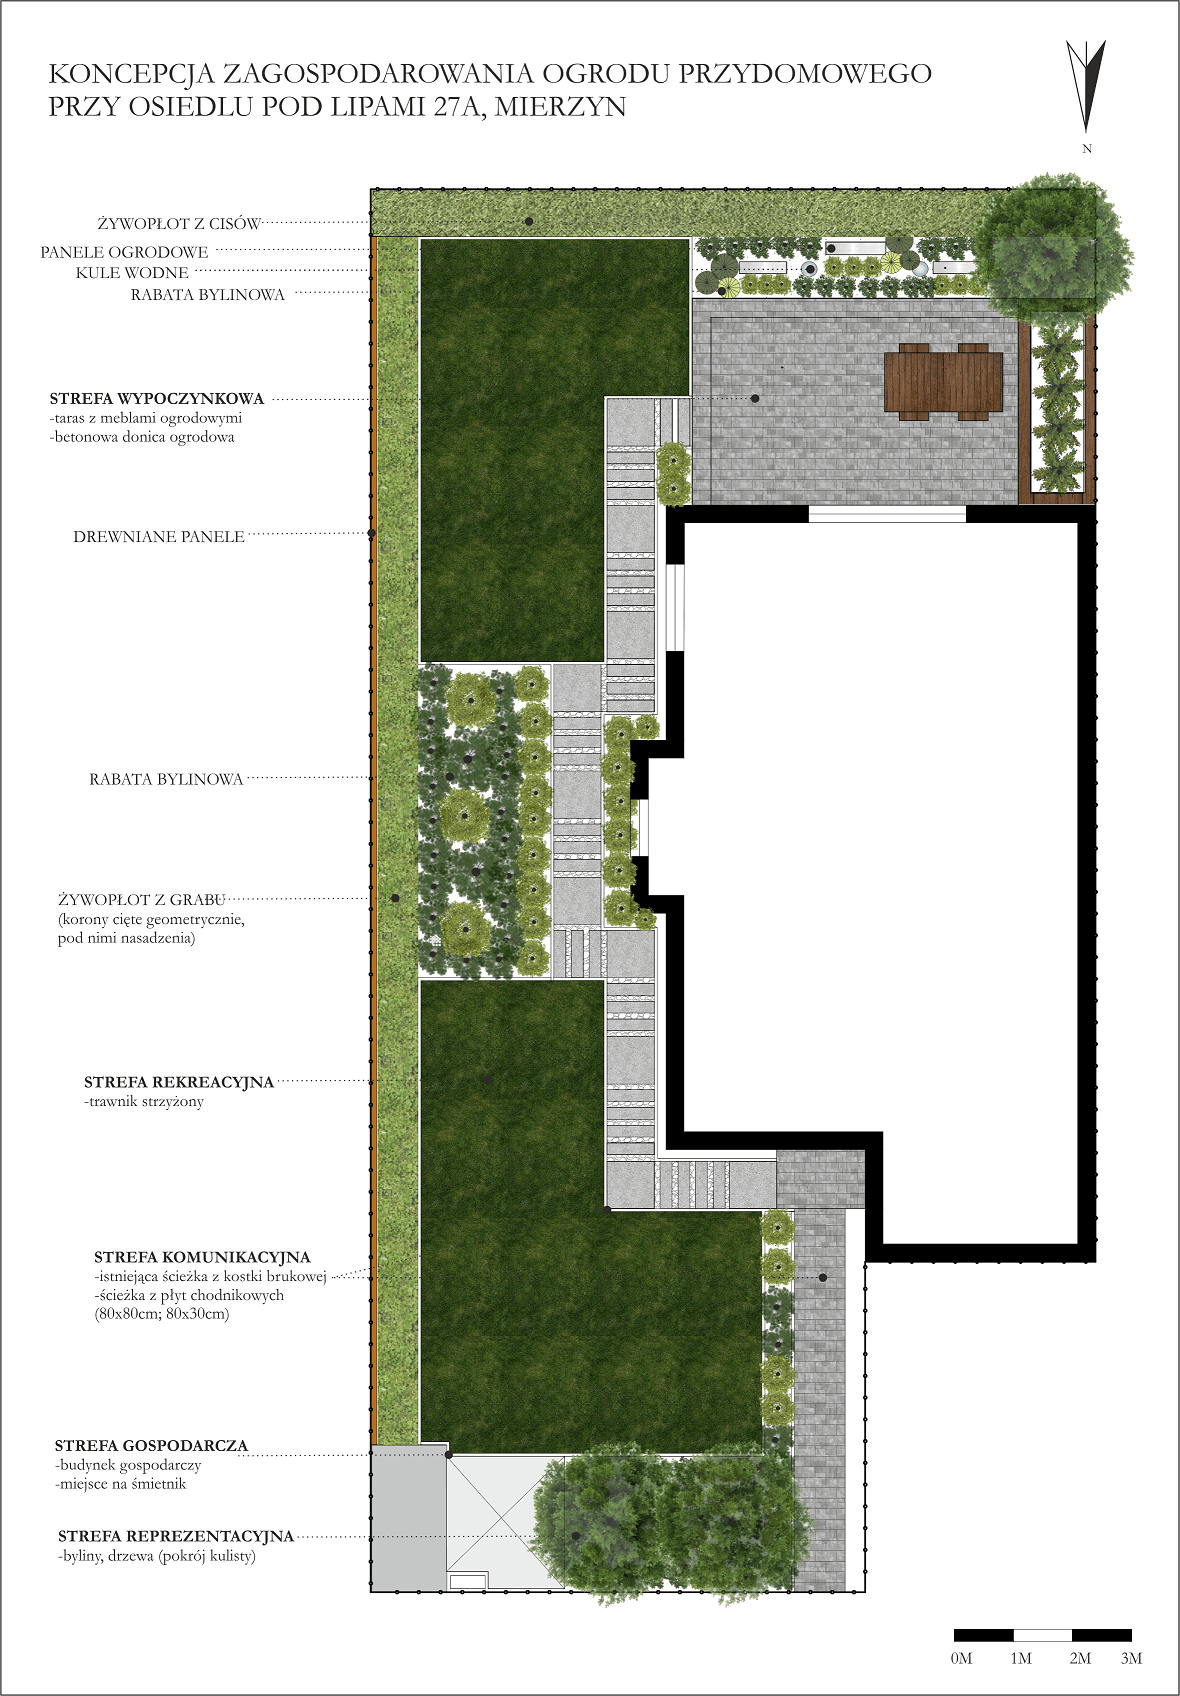 KONCEPCJA ZAGOSPODAROWANIA OGRODU PRZYDOMOWEGO
PRZY OSIEDLU POD LIPAMI 27A, MIERZYN
N
ŻYWOPŁOT Z CISÓW
PANELE OGRODOWE
KULE WODNE
RABATA BYLINOWA
STREFA WYPOCZYNKOWA
-taras z meblami ogrodowymi
-betonowa donica ogrodowa
DREWNIANE PANELE
RABATA BYLINOWA
ŻYWOPŁOT Z GRABU
(korony cięte geometrycznie,
pod nimi nasadzenia)
STREFA REKREACYJNA
-trawnik strzyżony
STREFA KOMUNIKACYJNA
-istniejąca ścieżka z kostki brukowej
-ścieżka z płyt chodnikowych
(80x80cm; 80x30cm)
STREFA GOSPODARCZA
-budynek gospodarczy
-miejsce na śmietnik
STREFA REPREZENTACYJNA
-byliny, drzewa (pokrój kulisty)
0M 1M 2M 3M